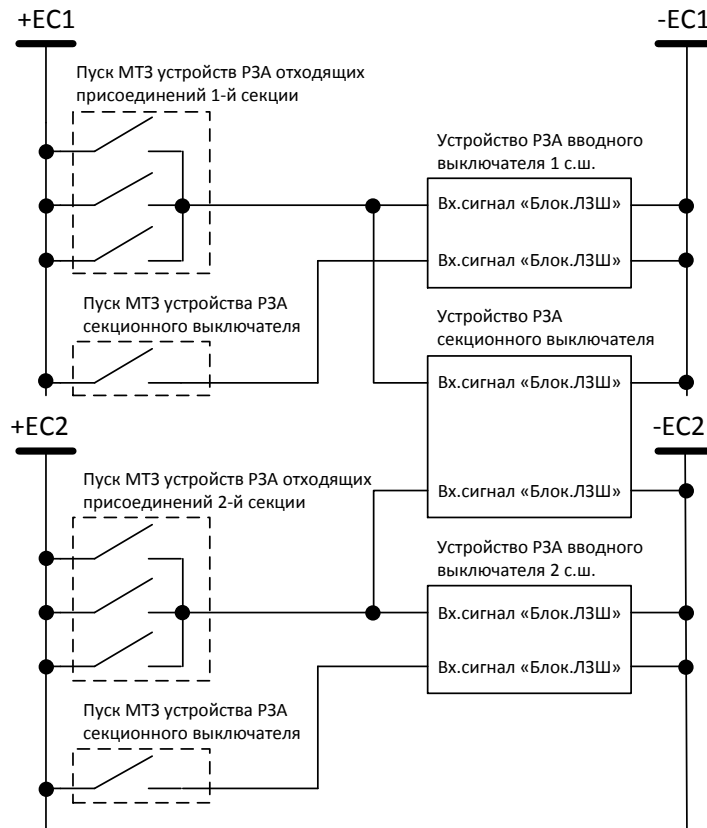 +EC1
-EC1
Пуск МТЗ устройств РЗА отходящих
присоединений 1-й секции
Устройство РЗА вводного
выключателя 1 с.ш.
Вх.сигнал «Блок.ЛЗШ»
Вх.сигнал «Блок.ЛЗШ»
Пуск МТЗ устройства РЗА
секционного выключателя
Устройство РЗА
секционного выключателя
Вх.сигнал «Блок.ЛЗШ»
+EC2
-EC2
Пуск МТЗ устройств РЗА отходящих
присоединений 2-й секции
Вх.сигнал «Блок.ЛЗШ»
Устройство РЗА вводного
выключателя 2 с.ш.
Вх.сигнал «Блок.ЛЗШ»
Вх.сигнал «Блок.ЛЗШ»
Пуск МТЗ устройства РЗА
секционного выключателя